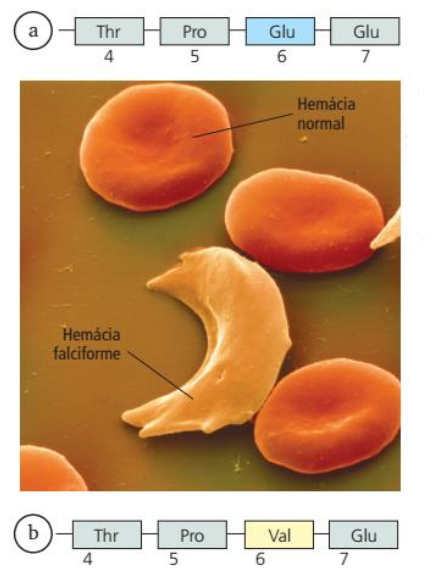 a Thr Pro Glu Glu
4 5 6 7
Hemácia
normal
Hemácia
falciforme
b Thr Pro Val Glu
4 5 6 7